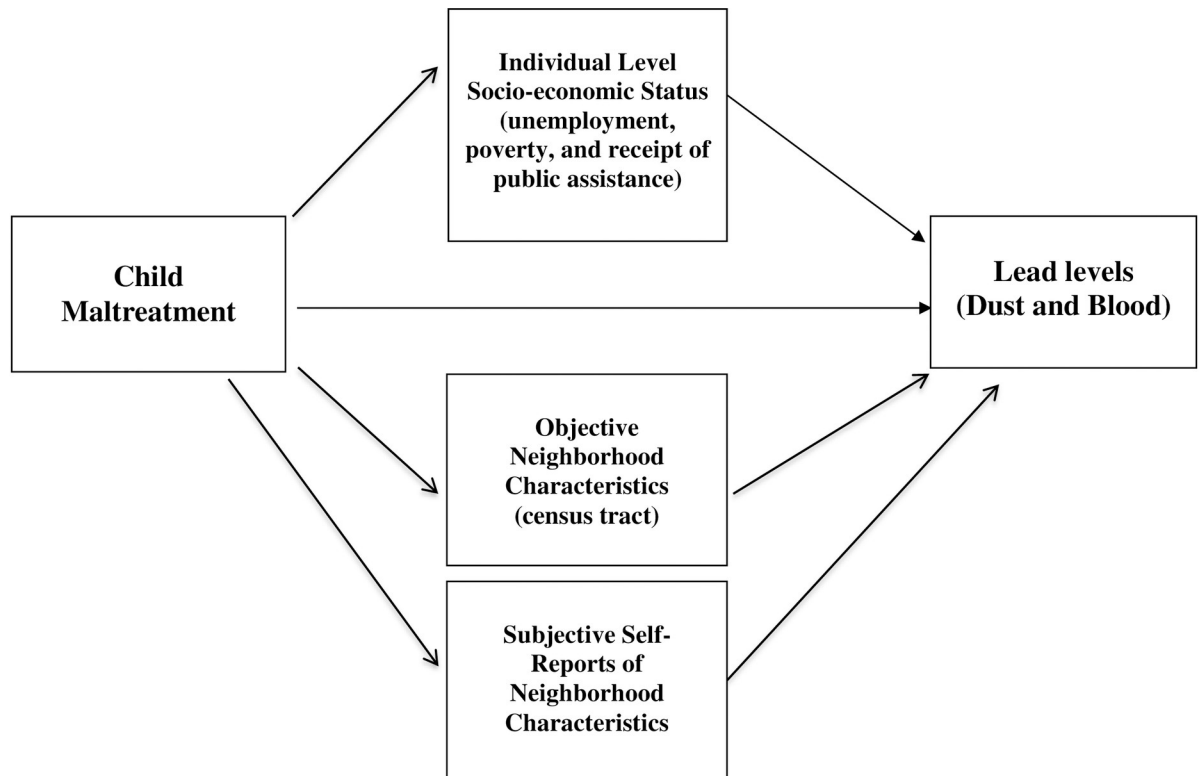 Individual Level
Socio-economic Status
(unemployment,
poverty, and receipt of
public assistance)
Child
Maltreatment
Lead levels
(Dust and Blood)
Objective
Neighborhood
Characteristics
(census tract)
Subjective Self-
Reports of
Neighborhood
Characteristics